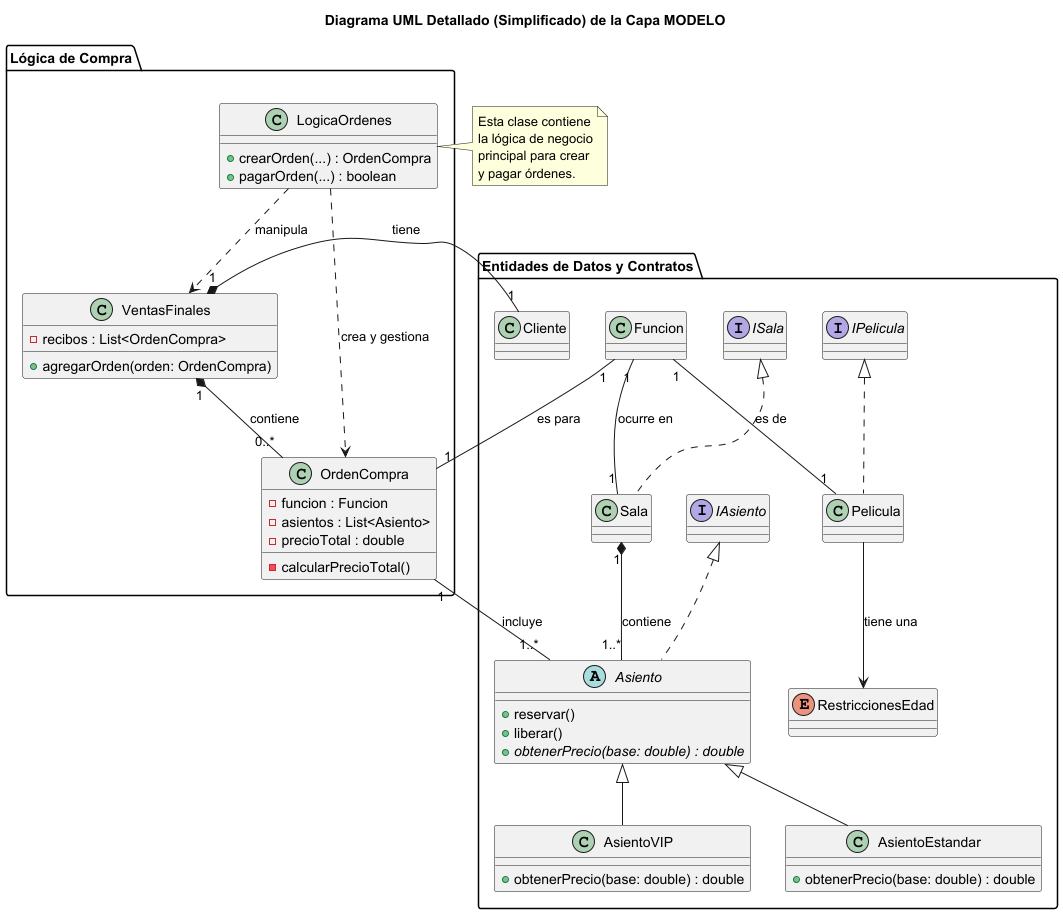 Diagrama UML Detallado (Simplificado) de la Capa MODELO
Lógica de Compra
C LogicaOrdenes
crearOrden(...) : OrdenCompra
pagarOrden(...) : boolean
Esta clase contiene
la lógica de negocio
principal para crear
y pagar órdenes.
manipula
tiene
1
1
crea y gestiona
C VentasFinales
recibos : List<OrdenCompra>
agregarOrden(orden: OrdenCompra)
1
contiene
0..*
C OrdenCompra
funcion : Funcion
asientos : List<Asiento>
precioTotal : double
calcularPrecioTotal()
Entidades de Datos y Contratos
C Cliente
C Funcion
I ISala
I IPelicula
1
1
1
es para
ocurre en
es de
1
1
1
C Sala
I IAsiento
C Pelicula
1
1
incluye
contiene
tiene una
1..*
1..*
A Asiento
reservar()
liberar()
obtenerPrecio(base: double) : double
E RestriccionesEdad
C AsientoVIP
obtenerPrecio(base: double) : double
C AsientoEstandar
obtenerPrecio(base: double) : double